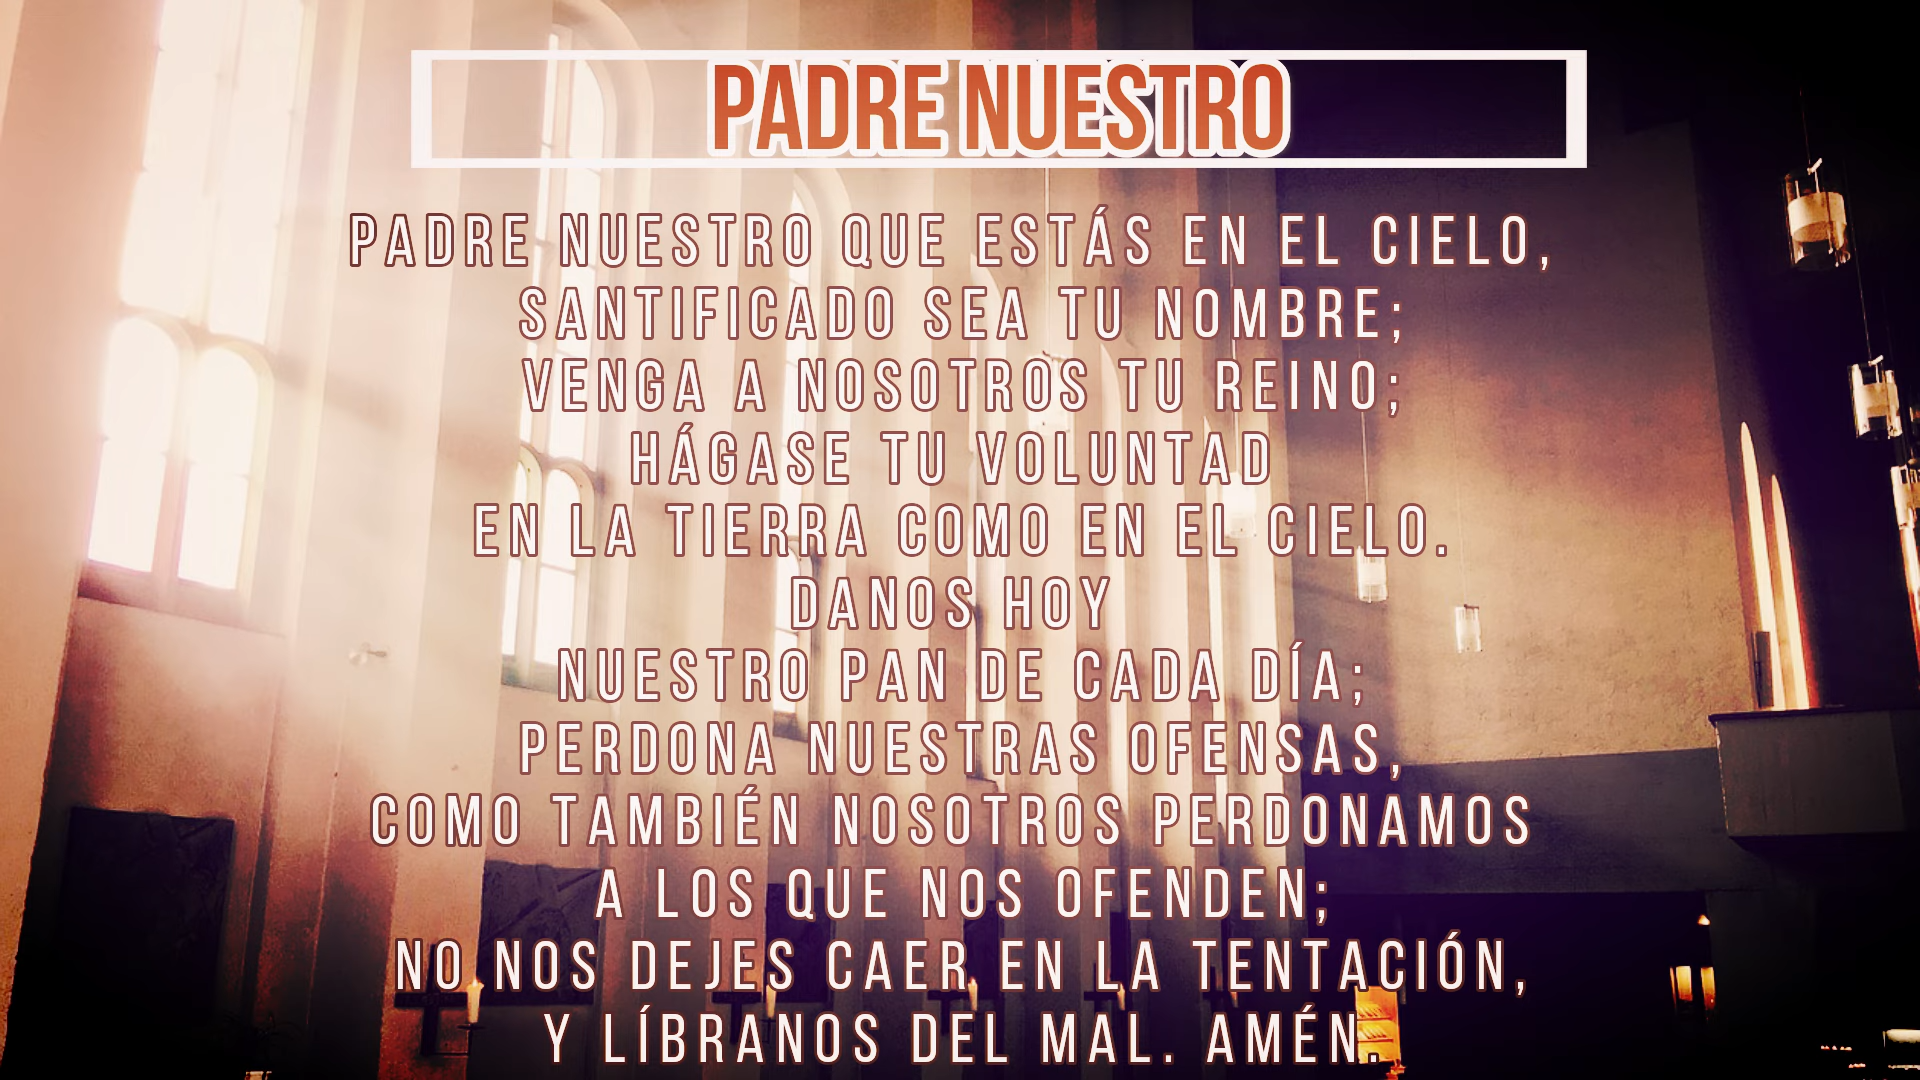 PADRE NUESTRO
PADRE NUESTRO QUE ESTÁS EN EL CIELO,
SANTIFICADO SEA TU NOMBRE;
VENGA A NOSOTROS TU REINO;
HÁGASE TU VOLUNTAD
EN LA TIERRA COMO EN EL CIELO.
DANOS HOY
NUESTRO PAN DE CADA DÍA;
PERDONA NUESTRAS OFENSAS,
COMO TAMBIÉN NOSOTROS PERDONAMOS
A LOS QUE NOS OFENDEN;
NO NOS DEJES CAER EN LA TENTACIÓN,
Y LÍBRANOS DEL MAL. AMÉN.